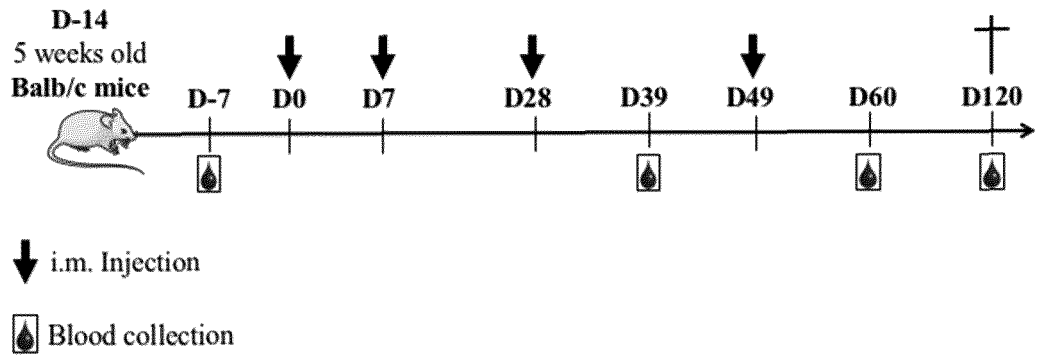 D-14
5 weeks old
Balb/c mice
D-7 D0 D7 D28 D39 D49 D60 D120
i.m. Injection
Blood collection